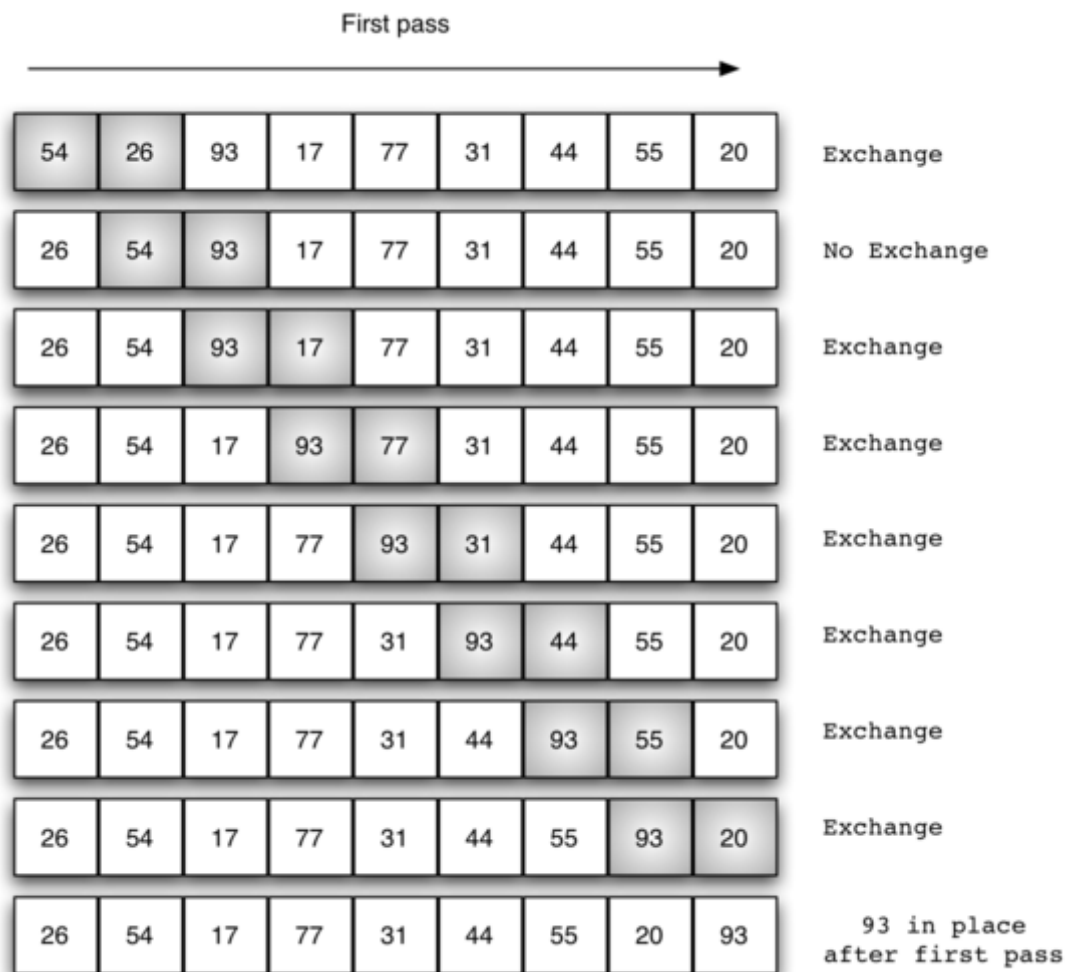 First pass
54 26 93 17 77 31 44 55 20 Exchange
26 54 93 17 77 31 44 55 20 No Exchange
26 54 93 17 77 31 44 55 20 Exchange
26 54 17 93 77 31 44 55 20 Exchange
26 54 17 77 93 31 44 55 20 Exchange
26 54 17 77 31 93 44 55 20 Exchange
26 54 17 77 31 44 93 55 20 Exchange
26 54 17 77 31 44 55 93 20 Exchange
26 54 17 77 31 44 55 20 93 93 in place
after first pass